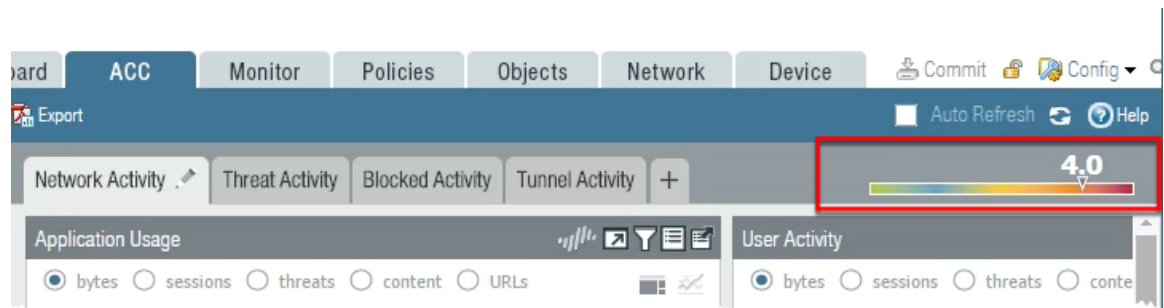 ard ACC Monitor Policies Objects Network Device Commit Config
Export Auto Refresh Help
Network Activity Threat Activity Blocked Activity Tunnel Activity + 4.0
Application Usage User Activity
bytes sessions threats content URLs bytes sessions threats conte